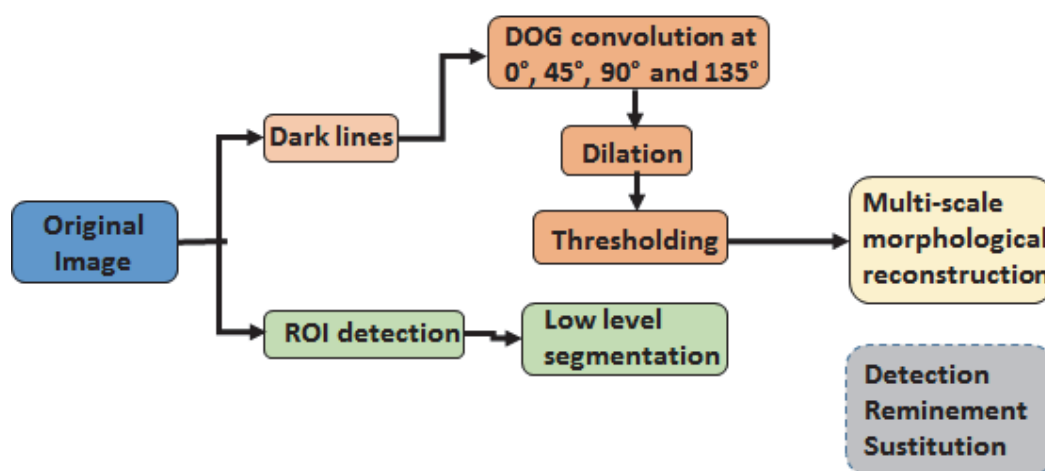 DOG convolution at
0°, 45°, 90° and 135°
Dark lines
Dilation
Original
Image
Thresholding
Multi-scale
morphological
reconstruction
ROI detection
Low level
segmentation
Detection
Reminement
Sustitution